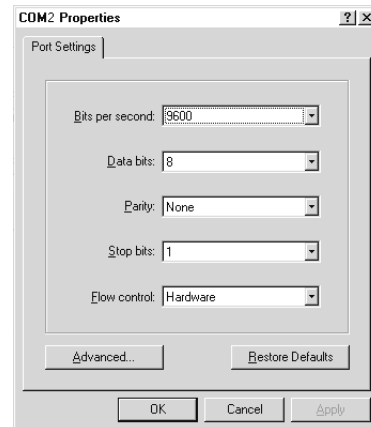 COM2 Properties ? ×
Port Settings
Bits per second: 9600
Data bits: 8
Parity: None
Stop bits: 1
Flow control: Hardware
Advanced... Restore Defaults
OK Cancel Apply